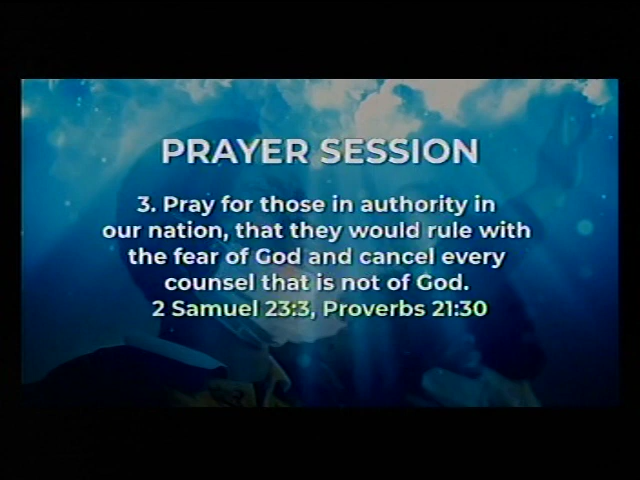 PRAYER SESSION
3. Pray for those in authority in
our nation, that they would rule with
the fear of God and cancel every
counsel that is not of God.
2 Samuel 23:3, Proverbs 21:30